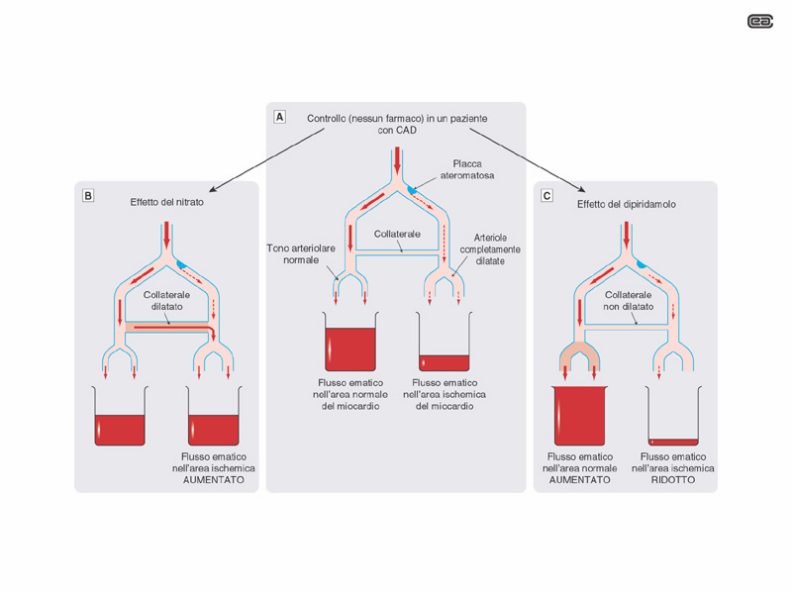 A
Controllo (nessun farmaco) in un paziente
con CAD
Placca
ateromatosa
Collaterale
Tono arteriolare
normale
Arteriole
completamente
dilatate
Flusso ematico
nell'area normale
del miocardio
Flusso ematico
nell'area ischemica
del miocardio
B
Effetto del nitrato
Collaterale
dilatato
Flusso ematico
nell'area ischemica
AUMENTATO
C
Effetto del dipiridamolo
Collaterale
non dilatato
Flusso ematico
nell'area normale
AUMENTATO
Flusso ematico
nell'area ischemica
RIDOTTO